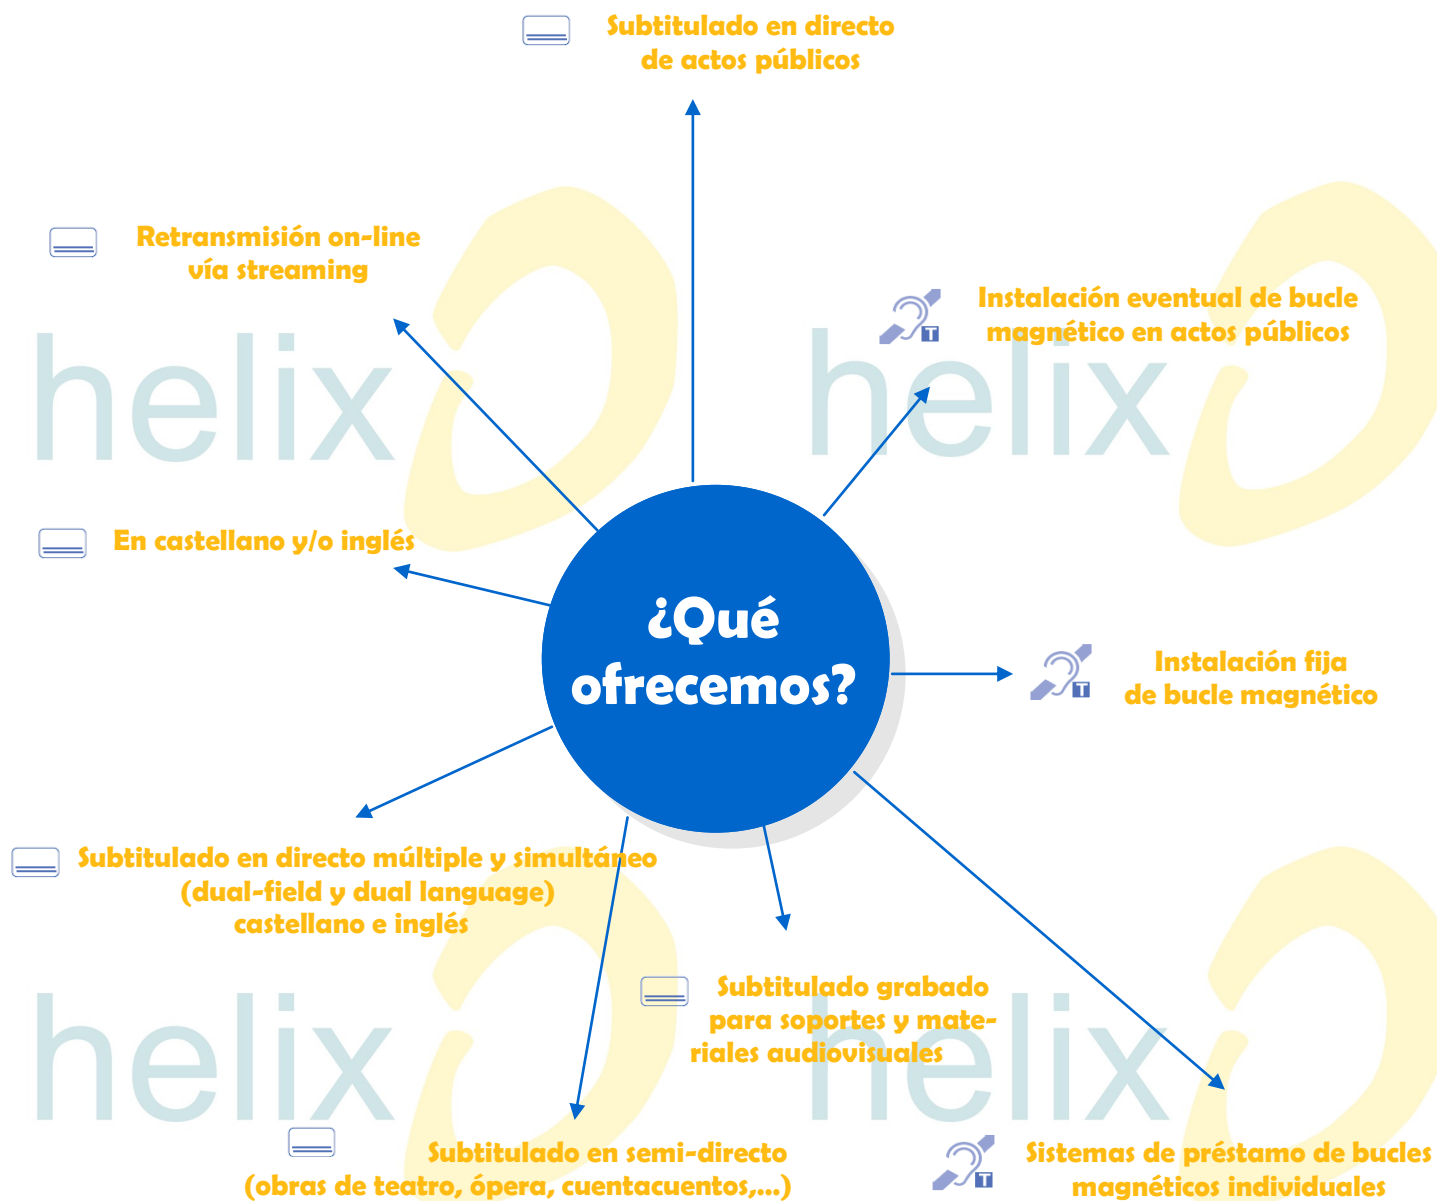 Subtitulado en directo
de actos públicos
Retransmisión on-line
vía streaming
Instalación eventual de bucle
magnético en actos públicos
helix
helix
En castellano y/o inglés
¿Qué
ofrecemos?
Instalación fija
de bucle magnético
T
T
Subtitulado en directo múltiple y simultáneo
(dual-field y dual language)
castellano e inglés
Subtitulado grabado
para soportes y mate-
riales audiovisuales
helix
helix
Subtitulado en semi-directo
(obras de teatro, ópera, cuentacuentos,...)
T
Sistemas de préstamo de bucles
magnéticos individuales